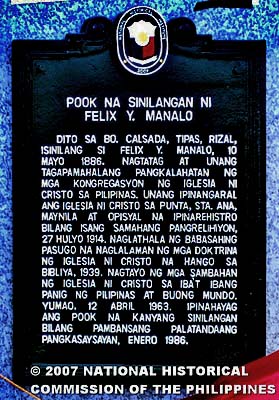 POOK NA SINILANGAN NI
FELIX Y. MANALO
DITO SA BO. CALSADA, TIPAS, RIZAL,
ISINILANG SI FELIX Y. MANALO, 10
MAYO 1886. NAGTATAG AT UNANG
TAGAPAMAHALANG PANGKALAHATAN NG
MGA KONGREGASYON NG IGLESIA NI
CRISTO SA PILIPINAS. UNANG IPINANGARAL
ANG IGLESIA NI CRISTO SA PUNTA, STA. ANA,
MAYNILA AT OPISYAL NA IPINAREHISTRO
BILANG ISANG SAMAHANG PANGRELIHIYON,
27 HULYO 1914. NAGLATHALA NG BABASAHING
PASUGO NA NAGLALAMAN NG MGA DOKTRINA
NG IGLESIA NI CRISTO NA HANGO SA
BIBLIYA, 1939. NAGTAYO NG MGA SAMBAHAN
NG IGLESIA NI CRISTO SA IBA'T IBANG
PANIG NG PILIPINAS AT BUONG MUNDO.
YUMAO, 12 ABRIL 1963. IPINAHAYAG
ANG POOK NA KANYANG SINILANGAN
BILANG PAMBANSANG PALATANDAANG
PANGKASAYSAYAN, ENERO 1986.
© 2007 NATIONAL HISTORICAL
COMMISSION OF THE PHILIPPINES